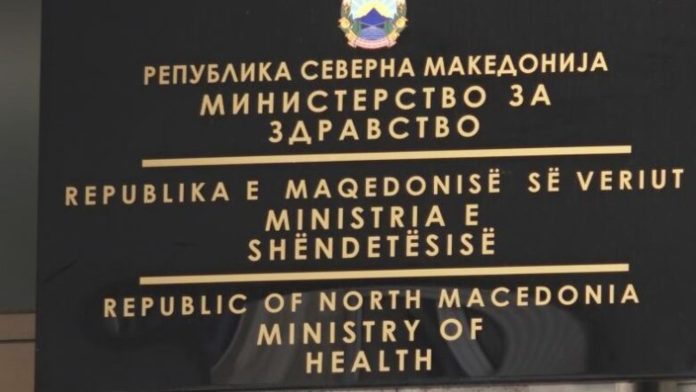 РЕПУБЛИКА СЕВЕРНА МАКЕДОНИЈА
МИНИСТЕРСТВО ЗА
ЗДРАВСТВО
REPUBLIKA E MAQEDONISË SË VERIUT
MINISTRIA E
SHËNDETËSISË
REPUBLIC OF NORTH MACEDONIA
MINISTRY OF
HEALTH